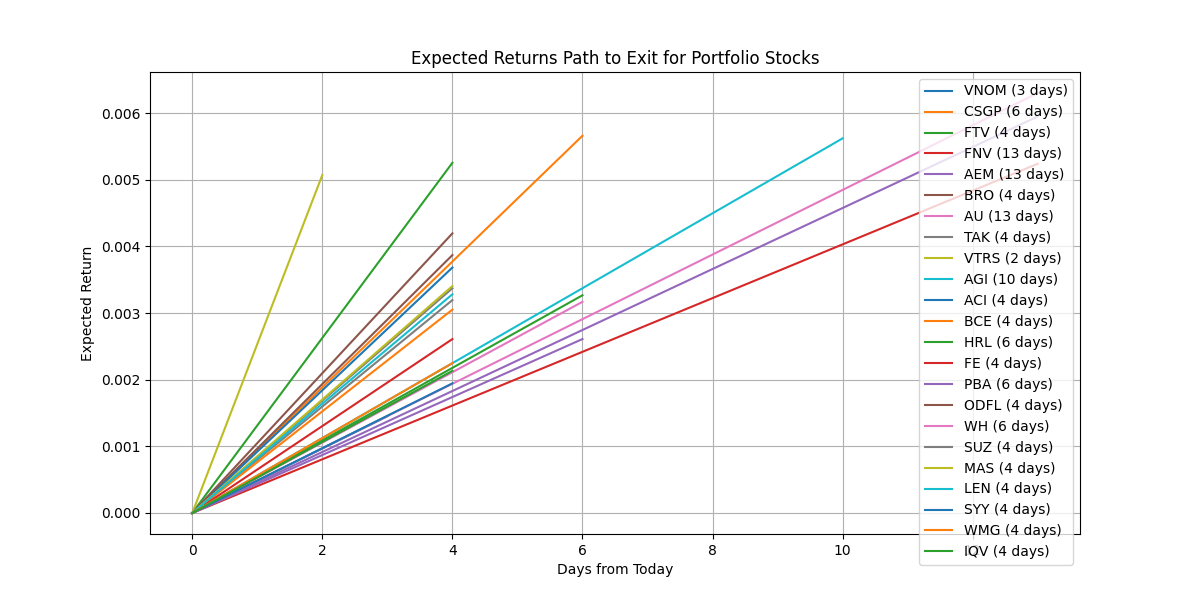 Expected Returns Path to Exit for Portfolio Stocks
Expected Return
0.006
0.005
0.004
0.003
0.002
0.001
0.000
0 2 4 6 8 10
Days from Today
VNOM (3 days)
CSGP (6 days)
FTV (4 days)
FNV (13 days)
AEM (13 days)
BRO (4 days)
AU (13 days)
TAK (4 days)
VTRS (2 days)
AGI (10 days)
ACI (4 days)
BCE (4 days)
HRL (6 days)
FE (4 days)
PBA (6 days)
ODFL (4 days)
WH (6 days)
SUZ (4 days)
MAS (4 days)
LEN (4 days)
SYY (4 days)
WMG (4 days)
IQV (4 days)